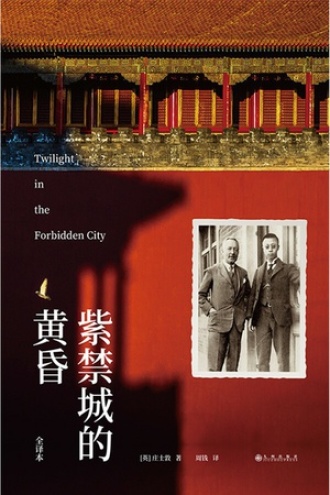 Twilight
in
the
Forbidden City
紫禁城的
黄昏
全译本
[英]庄士敦 著
周钱 译